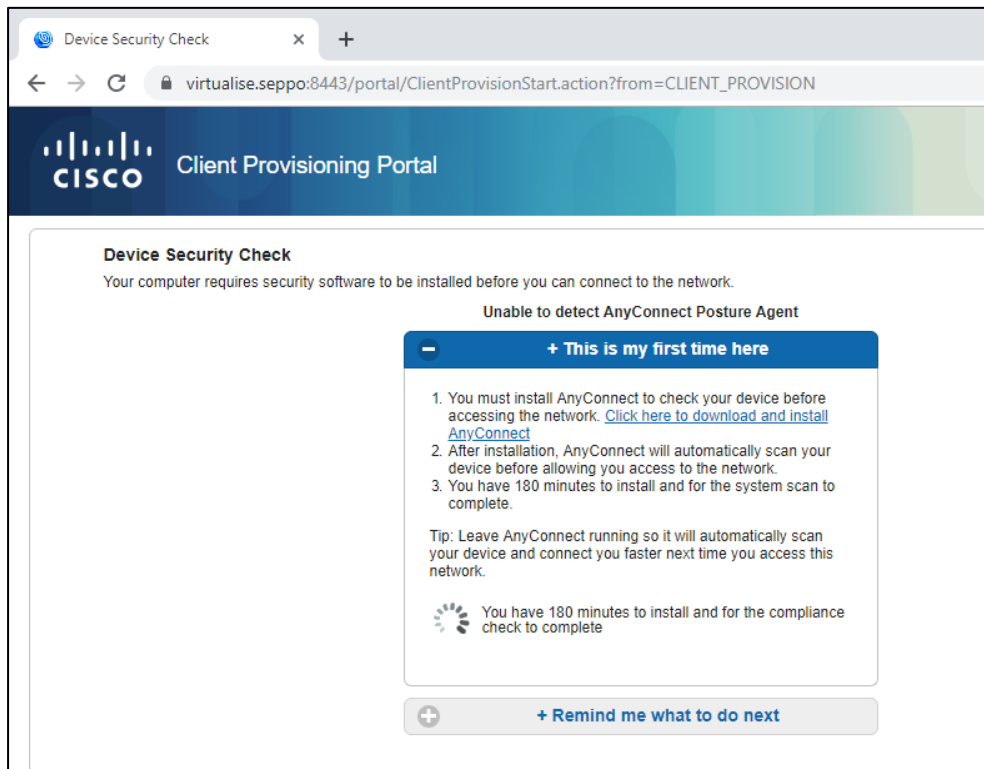 Device Security Check
virtualise.seppo:8443/portal/ClientProvisionStart.action?from=CLIENT_PROVISION
CISCO
Client Provisioning Portal
Device Security Check
Your computer requires security software to be installed before you can connect to the network.
Unable to detect AnyConnect Posture Agent
+ This is my first time here
1. You must install AnyConnect to check your device before
accessing the network. Click here to download and install
AnyConnect
2. After installation, AnyConnect will automatically scan your
device before allowing you access to the network.
3. You have 180 minutes to install and for the system scan to
complete.
Tip: Leave AnyConnect running so it will automatically scan
your device and connect you faster next time you access this
network.
You have 180 minutes to install and for the compliance
check to complete
+ Remind me what to do next